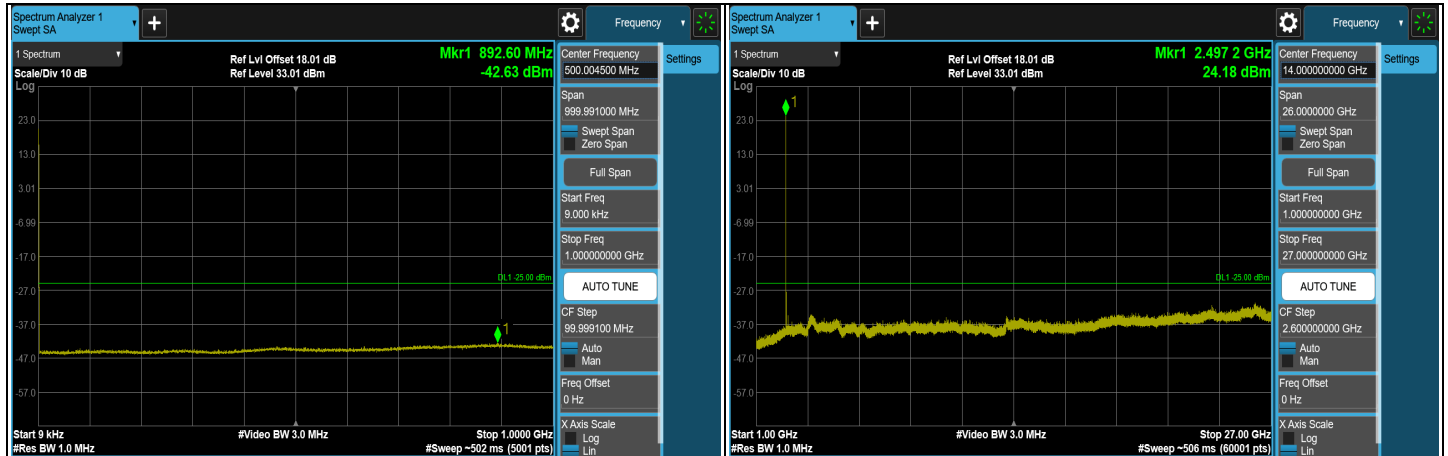 Spectrum Analyzer 1
Swept SA
+
Frequency
1 Spectrum
Scale/Div 10 dB
Log
Ref Lvl Offset 18.01 dB
Ref Level 33.01 dBm
Mkr1 892.60 MHz
-42.63 dBm
1
23.0
13.0
3.01
-6.99
-17.0
-27.0
-37.0
-47.0
-57.0
DL1 -25.00 dBm
1
Start 9 kHz
#Res BW 1.0 MHz
#Video BW 3.0 MHz
Stop 1.0000 GHz
#Sweep ~502 ms (5001 pts)
Center Frequency
500.004500 MHz
Span
999.991000 MHz
Swept Span
Zero Span
Full Span
Start Freq
9.000 kHz
Stop Freq
1.000000000 GHz
AUTO TUNE
CF Step
99.999100 MHz
Auto
Man
Freq Offset
0 Hz
X Axis Scale
Log
Lin
Settings
Spectrum Analyzer 1
Swept SA
+
Frequency
1 Spectrum
Scale/Div 10 dB
Log
Ref Lvl Offset 18.01 dB
Ref Level 33.01 dBm
Mkr1 2.497 2 GHz
24.18 dBm
1
23.0
13.0
3.01
-6.99
-17.0
-27.0
-37.0
-47.0
-57.0
DL1 -25.00 dBm
Start 1.00 GHz
#Res BW 1.0 MHz
#Video BW 3.0 MHz
Stop 27.00 GHz
#Sweep ~506 ms (60001 pts)
Center Frequency
14.000000000 GHz
Span
26.0000000 GHz
Swept Span
Zero Span
Full Span
Start Freq
1.000000000 GHz
Stop Freq
27.000000000 GHz
AUTO TUNE
CF Step
2.600000000 GHz
Auto
Man
Freq Offset
0 Hz
X Axis Scale
Log
Lin
Settings